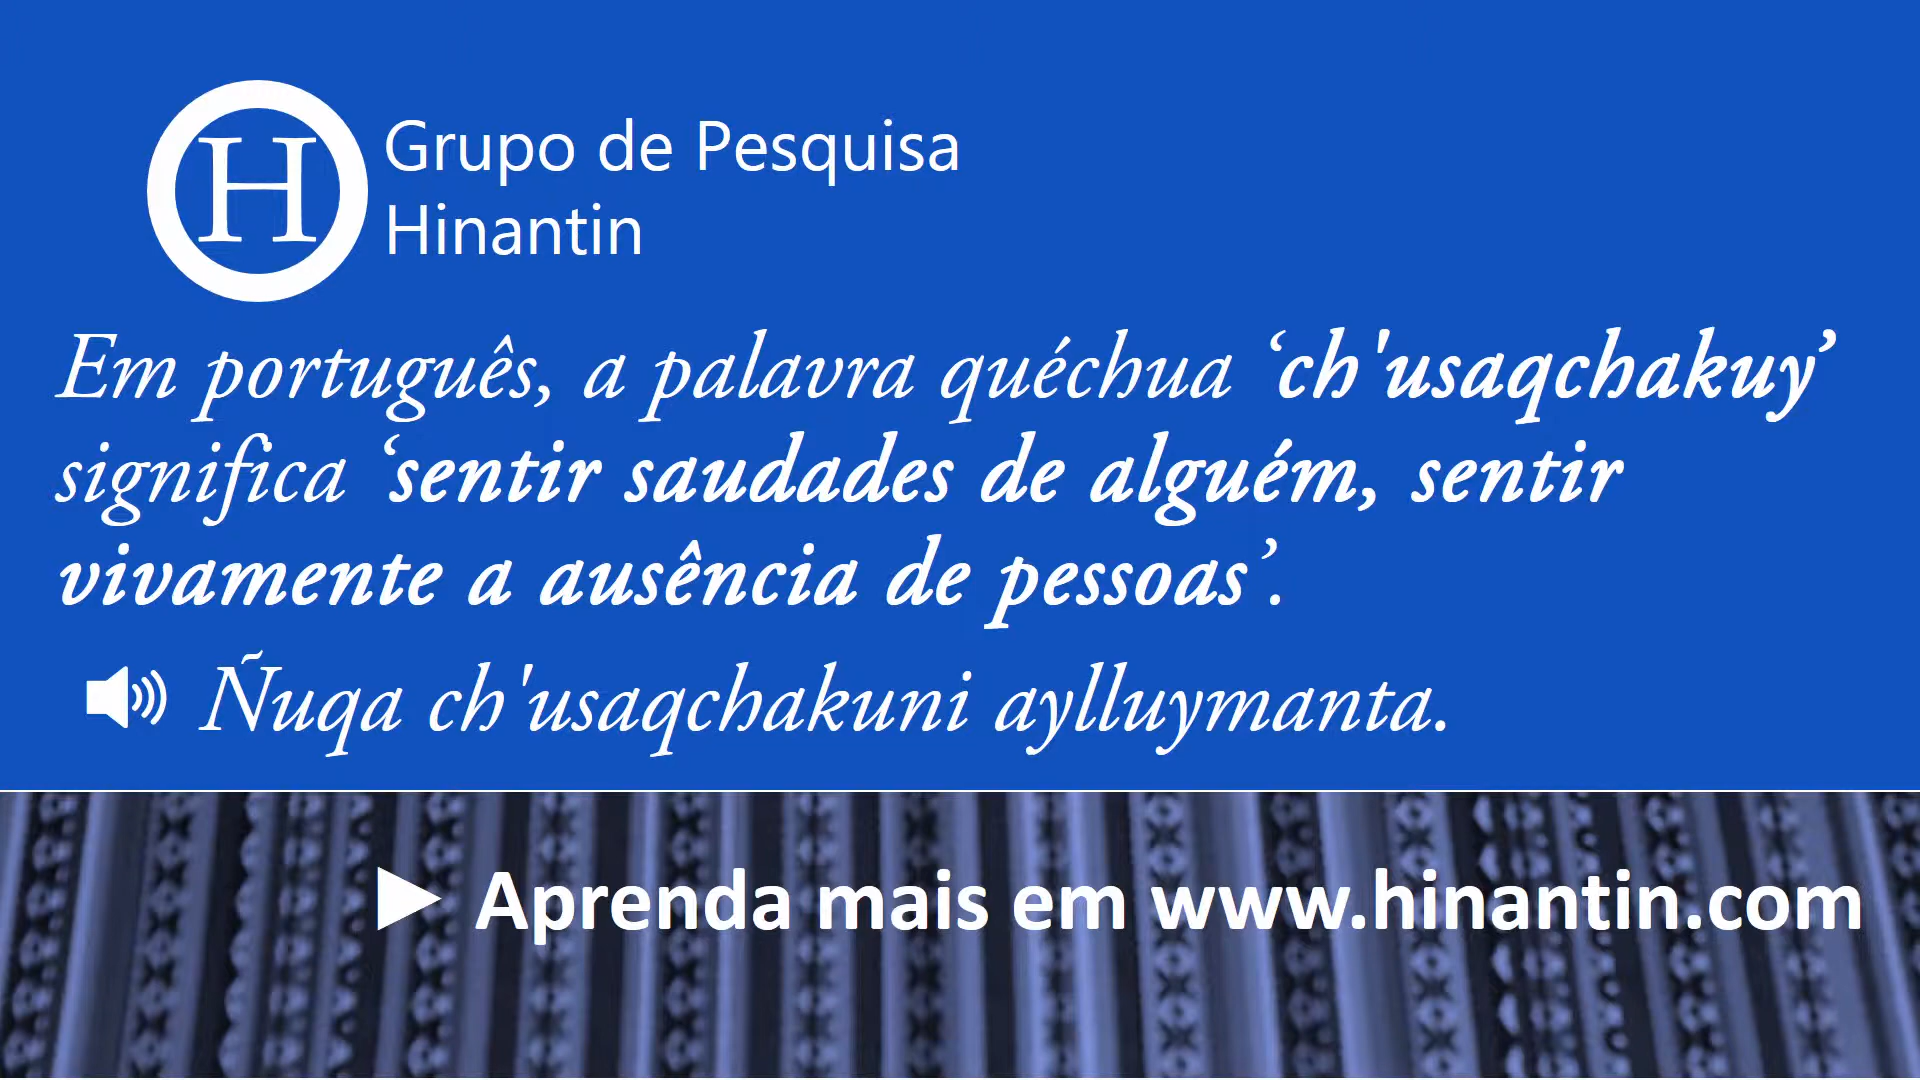 H
Grupo de Pesquisa
Hinantin
Em português, a palavra quéchua ‘ch'usaqchakuy’
significa ‘sentir saudades de alguém, sentir
vivamente a ausência de pessoas’.
Ñuqa ch'usaqchakuni aylluymanta.
Aprenda mais em www.hinantin.com